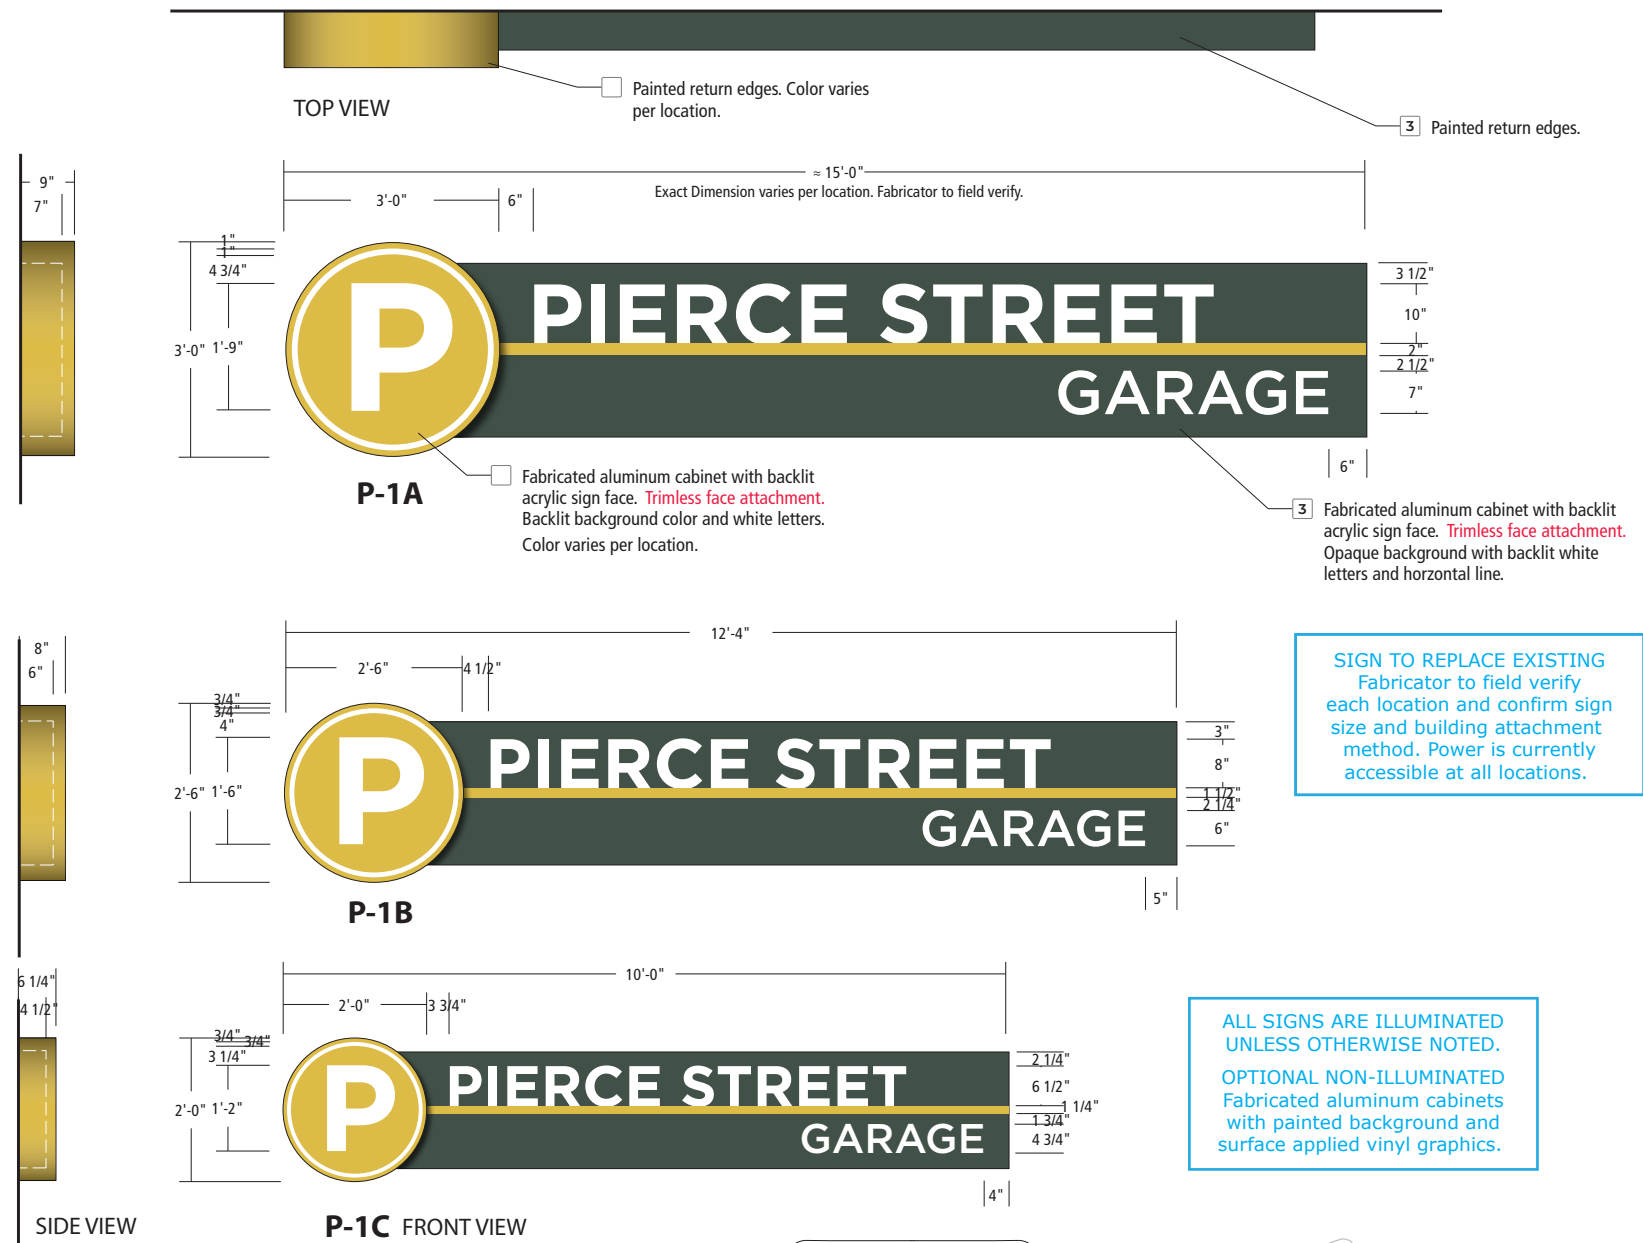 TOP VIEW
Painted return edges. Color varies
per location.
3 Painted return edges.
9"
7"
≈ 15'-0"
Exact Dimension varies per location. Fabricator to field verify.
3'-0"
6"
1"
1"
4 3/4"
3'-0"
1'-9"
P
PIERCE STREET
GARAGE
3 1/2"
10"
2"
2 1/2"
7"
6"
P-1A
Fabricated aluminum cabinet with backlit
acrylic sign face. Trimless face attachment.
Backlit background color and white letters.
Color varies per location.
3 Fabricated aluminum cabinet with backlit
acrylic sign face. Trimless face attachment.
Opaque background with backlit white
letters and horzontal line.
8"
6"
12'-4"
2'-6"
4 1/2"
3/4"
3/4"
4"
2'-6"
1'-6"
P
PIERCE STREET
GARAGE
3"
8"
1 1/2"
2 1/4"
6"
5"
P-1B
SIGN TO REPLACE EXISTING
Fabricator to field verify
each location and confirm sign
size and building attachment
method. Power is currently
accessible at all locations.
6 1/4"
4 1/2"
10'-0"
2'-0"
3 3/4"
3/4"
3/4"
3 1/4"
2'-0"
1'-2"
P
PIERCE STREET
GARAGE
2 1/4"
6 1/2"
1 1/4"
1 3/4"
4 3/4"
4"
ALL SIGNS ARE ILLUMINATED
UNLESS OTHERWISE NOTED.
OPTIONAL NON-ILLUMINATED
Fabricated aluminum cabinets
with painted background and
surface applied vinyl graphics.
SIDE VIEW
P-1C FRONT VIEW